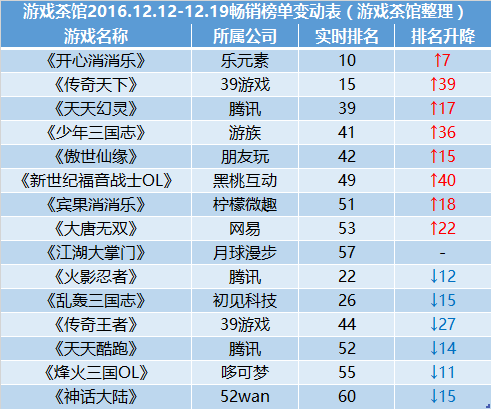 游戏茶馆2016.12.12-12.19畅销榜单变动表（游戏茶馆整理）
游戏名称 所属公司 实时排名 排名升降
《开心消消乐》 乐元素 10 ↑7
《传奇天下》 39游戏 15 ↑39
《天天幻灵》 腾讯 39 ↑17
《少年三国志》 游族 41 ↑36
《傲世仙缘》 朋友玩 42 ↑15
《新世纪福音战士OL》 黑桃互动 49 ↑40
《宾果消消乐》 柠檬微趣 51 ↑18
《大唐无双》 网易 53 ↑22
《江湖大掌门》 月球漫步 57 -
《火影忍者》 腾讯 22 ↓12
《乱轰三国志》 初见科技 26 ↓15
《传奇王者》 39游戏 44 ↓27
《天天酷跑》 腾讯 52 ↓14
《烽火三国OL》 哆可梦 55 ↓11
《神话大陆》 52wan 60 ↓15